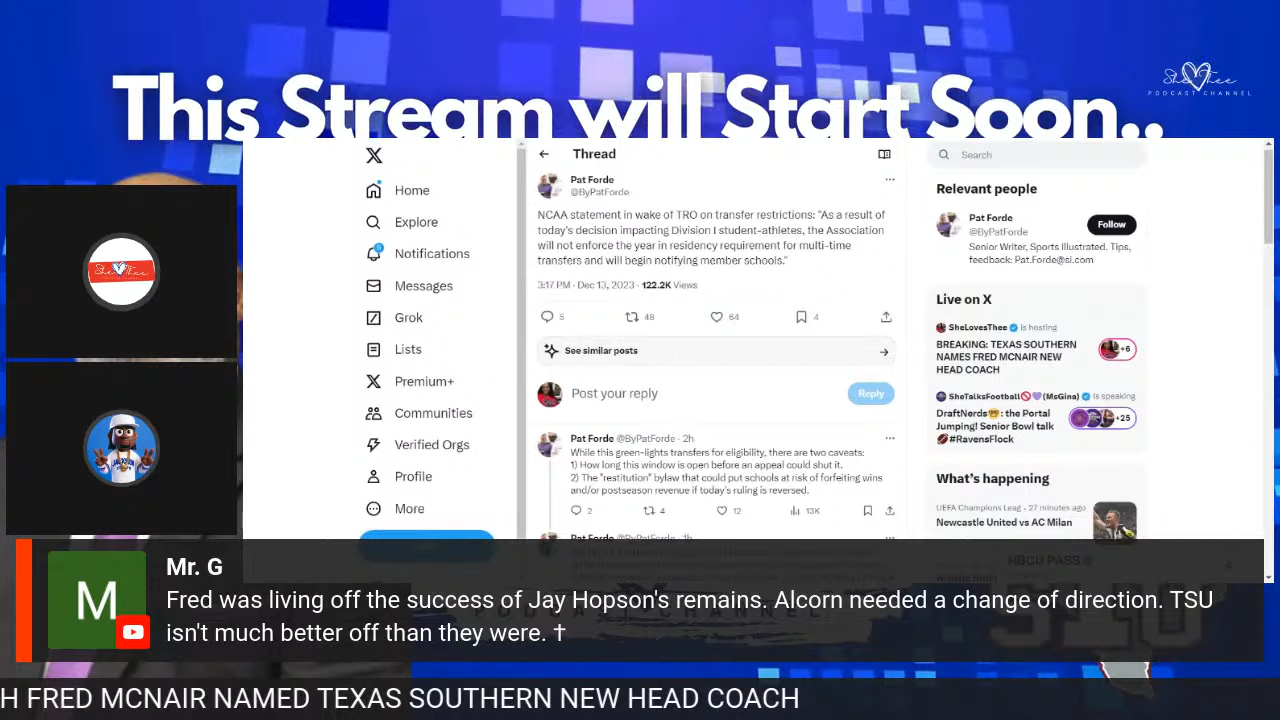 This Stream will Start Soon..
SheLovesThee
PODCAST CHANNEL
X
Home
Explore
Notifications
Messages
Grok
Lists
Premium+
Communities
Verified Orgs
Profile
More
Thread
Pat Forde
@ByPatForde
NCAA statement in wake of TRO on transfer restrictions: "As a result of
today's decision impacting Division I student-athletes, the Association
will not enforce the year in residency requirement for multi-time
transfers and will begin notifying member schools."
3:17 PM · Dec 13, 2023 · 122.2K Views
5 48 64 4
See similar posts
Post your reply
Reply
Pat Forde @ByPatForde · 2h
While this green-lights transfers for eligibility, there are two caveats:
1) How long this window is open before an appeal could shut it.
2) The "restitution" bylaw that could put schools at risk of forfeiting wins
and/or postseason revenue if today's ruling is reversed.
2 4 12 13K
Pat Forde @ByPatForde · 1h
Search
Relevant people
Pat Forde
@ByPatForde
Follow
Senior Writer, Sports Illustrated. Tips,
feedback: Pat.Forde@si.com
Live on X
SheLovesThee is hosting
BREAKING: TEXAS SOUTHERN
NAMES FRED MCNAIR NEW
HEAD COACH
+6
SheTalksFootball🚫💜(MsGina) is speaking
DraftNerds🤓: the Portal
Jumping! Senior Bowl talk
🏈#RavensFlock
+25
What's happening
UEFA Champions Leag · 27 minutes ago
Newcastle United vs AC Milan
HBCU PASS
M
Mr. G
Fred was living off the success of Jay Hopson's remains. Alcorn needed a change of direction. TSU
isn't much better off than they were. ✝
PODCAST CHANNEL
H FRED MCNAIR NAMED TEXAS SOUTHERN NEW HEAD COACH